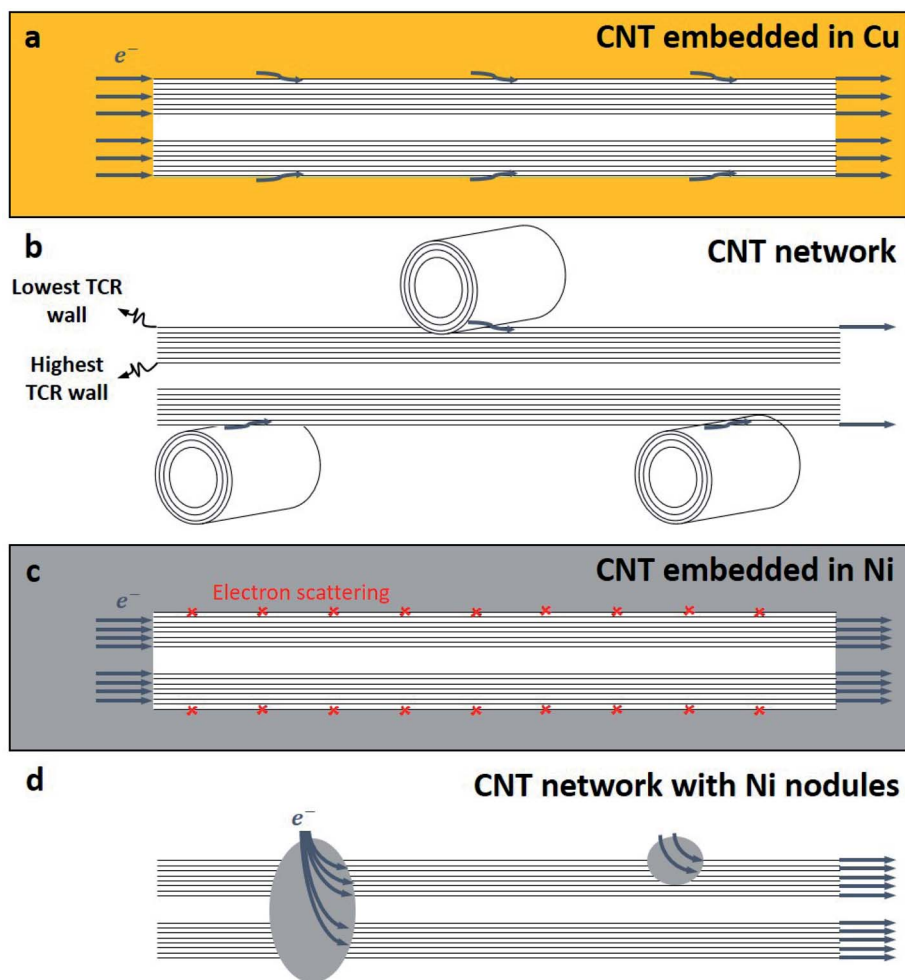 a
CNT embedded in Cu
e⁻
b
CNT network
Lowest TCR
wall
Highest
TCR wall
c
CNT embedded in Ni
Electron scattering
e⁻
d
CNT network with Ni nodules
e⁻